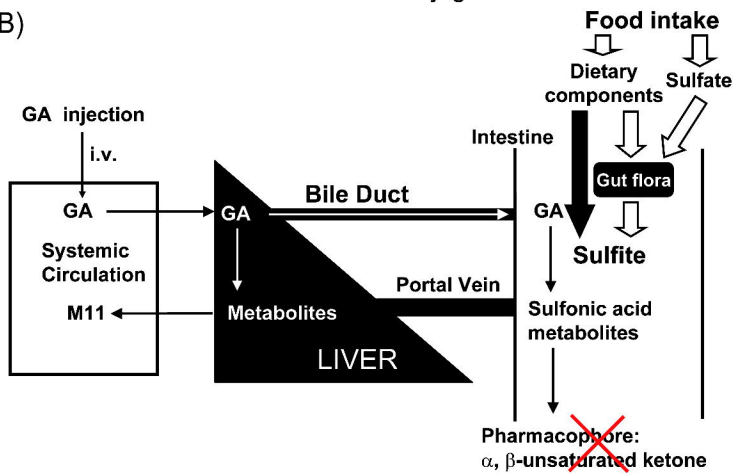 B)
Food intake
Dietary
components
Sulfate
GA injection
i.v.
Intestine
Gut flora
GA
GA
Bile Duct
GA
Systemic
Circulation
Sulfite
Portal Vein
M11
Metabolites
Sulfonic acid
metabolites
LIVER
Pharmacophore:
α, β-unsaturated ketone